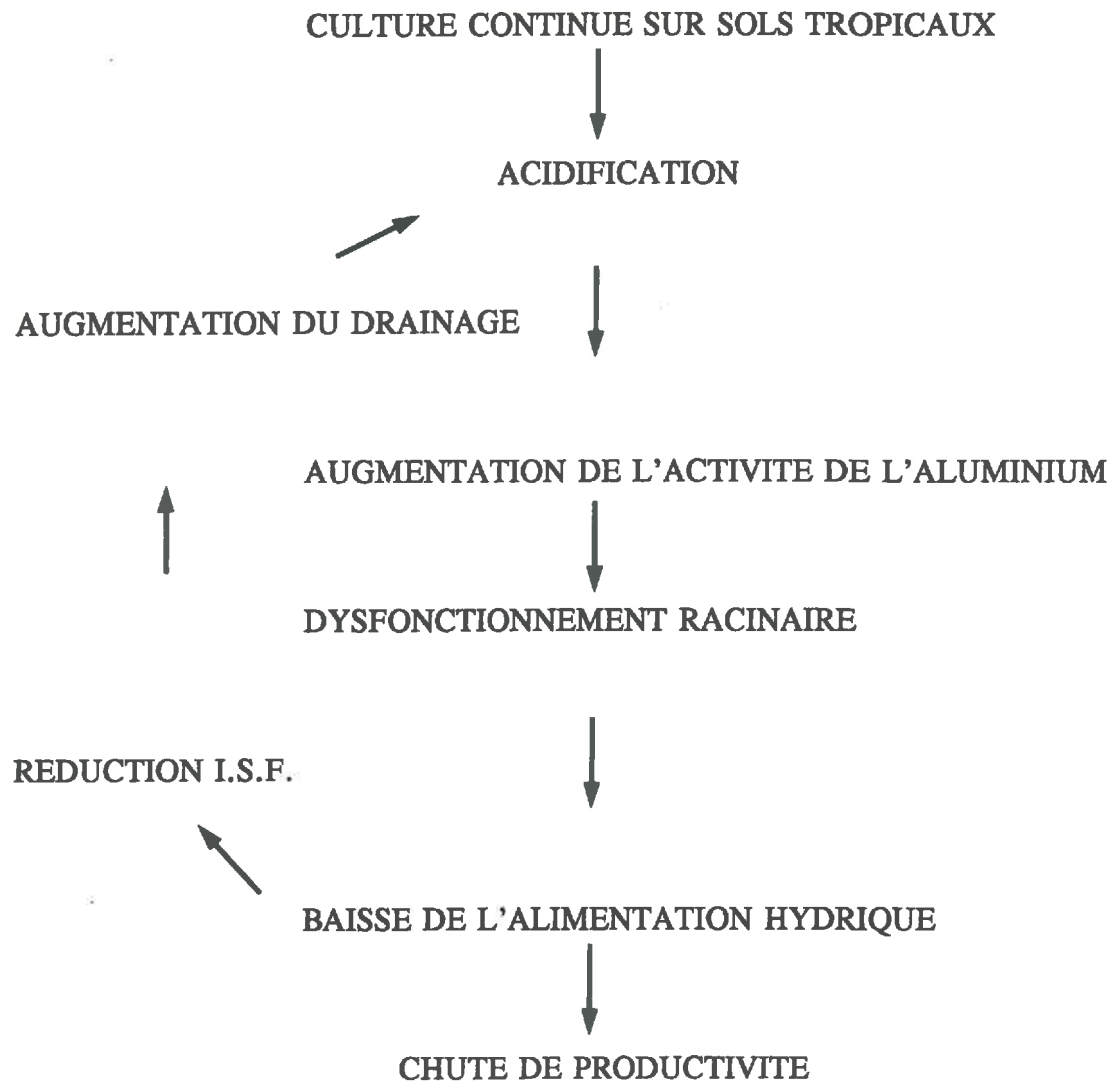 CULTURE CONTINUE SUR SOLS TROPICAUX
ACIDIFICATION
AUGMENTATION DU DRAINAGE
AUGMENTATION DE L'ACTIVITE DE L'ALUMINIUM
DYSFONCTIONNEMENT RACINAIRE
REDUCTION I.S.F.
BAISSE DE L'ALIMENTATION HYDRIQUE
CHUTE DE PRODUCTIVITE